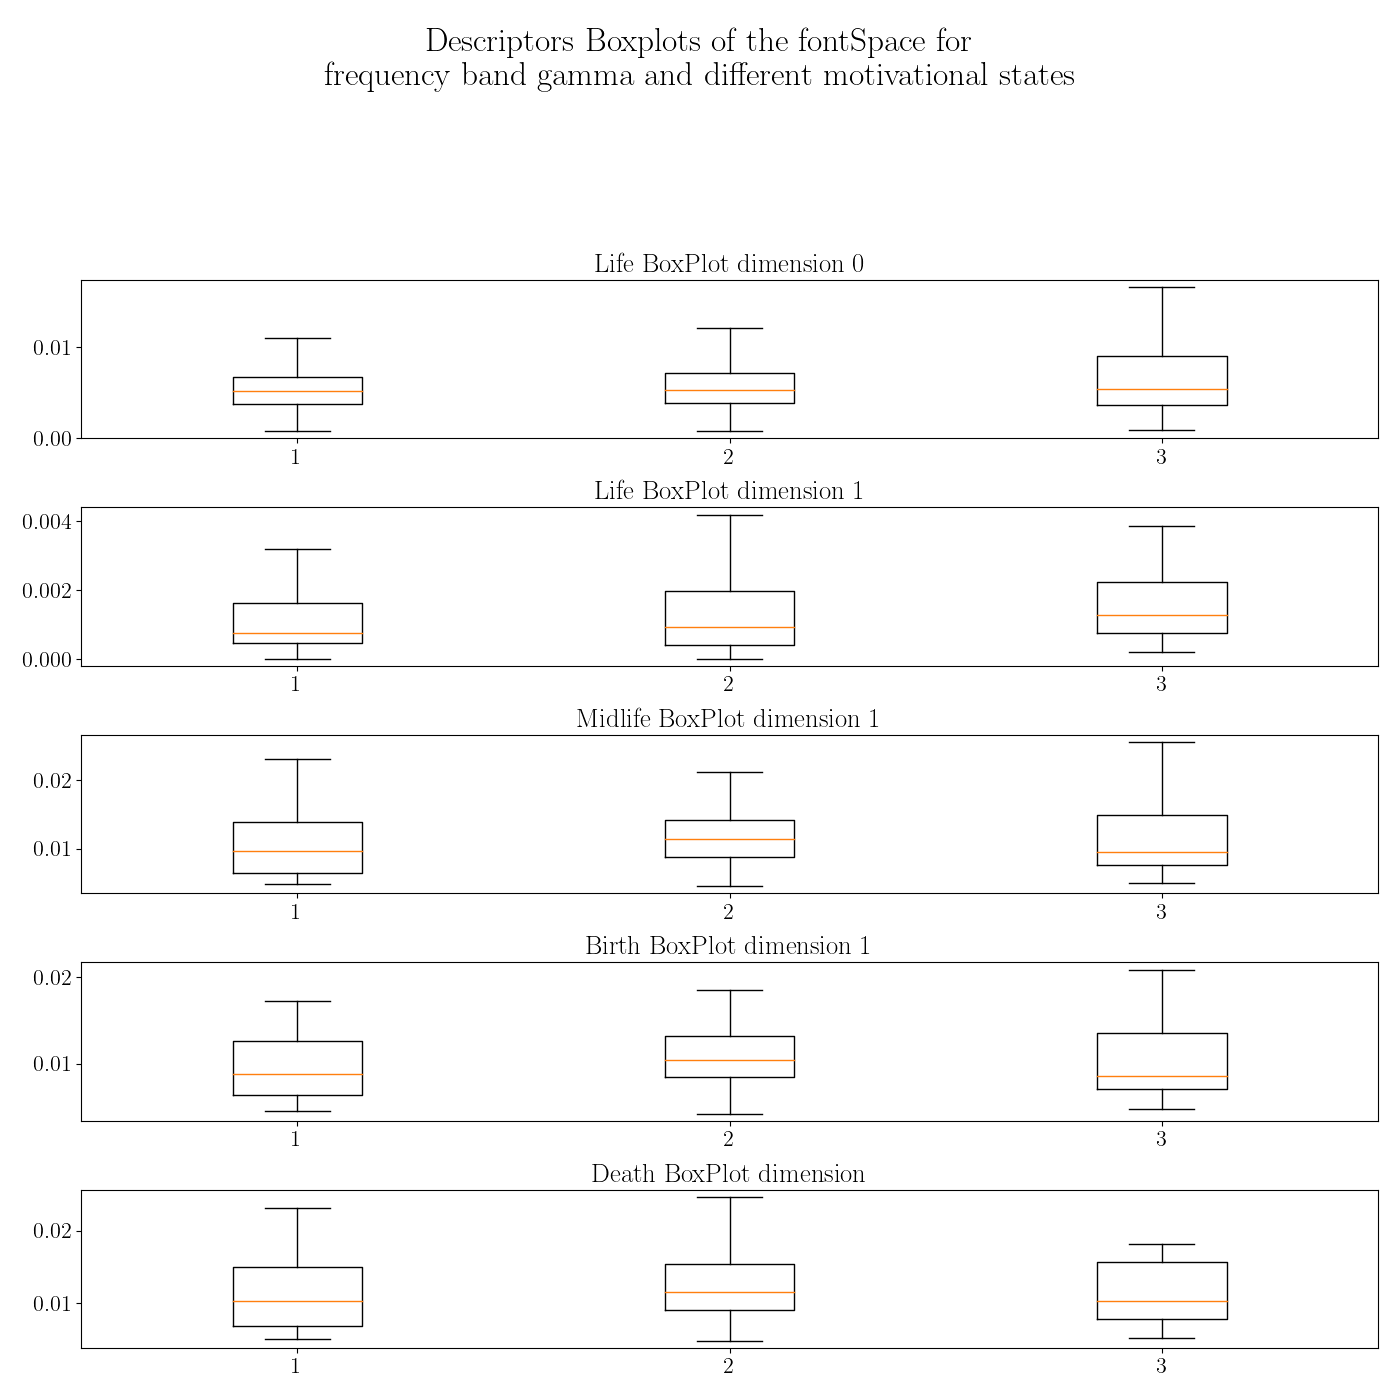 Descriptors Boxplots of the fontSpace for
frequency band gamma and different motivational states
Life BoxPlot dimension 0
0.01
0.00
1 2 3
Life BoxPlot dimension 1
0.004
0.002
0.000
1 2 3
Midlife BoxPlot dimension 1
0.02
0.01
1 2 3
Birth BoxPlot dimension 1
0.02
0.01
1 2 3
Death BoxPlot dimension
0.02
0.01
1 2 3